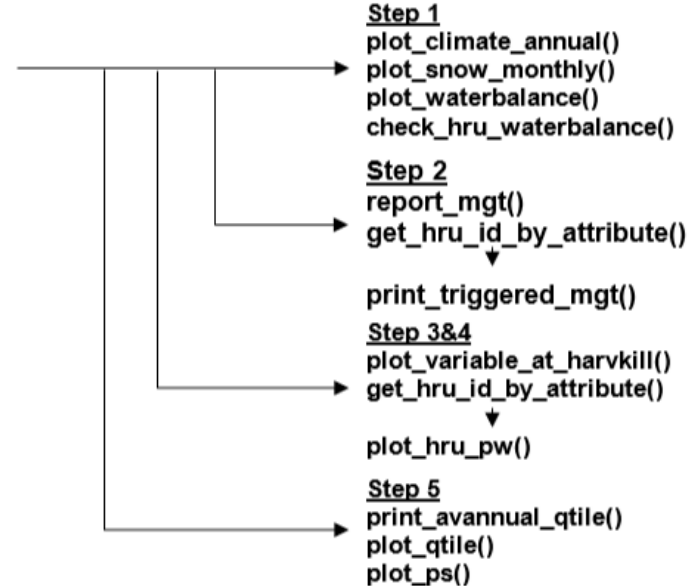 Step 1
plot_climate_annual()
plot_snow_monthly()
plot_waterbalance()
check_hru_waterbalance()
Step 2
report_mgt()
get_hru_id_by_attribute()
print_triggered_mgt()
Step 3&4
plot_variable_at_harvkill()
get_hru_id_by_attribute()
plot_hru_pw()
Step 5
print_avannual_qtile()
plot_qtile()
plot_ps()